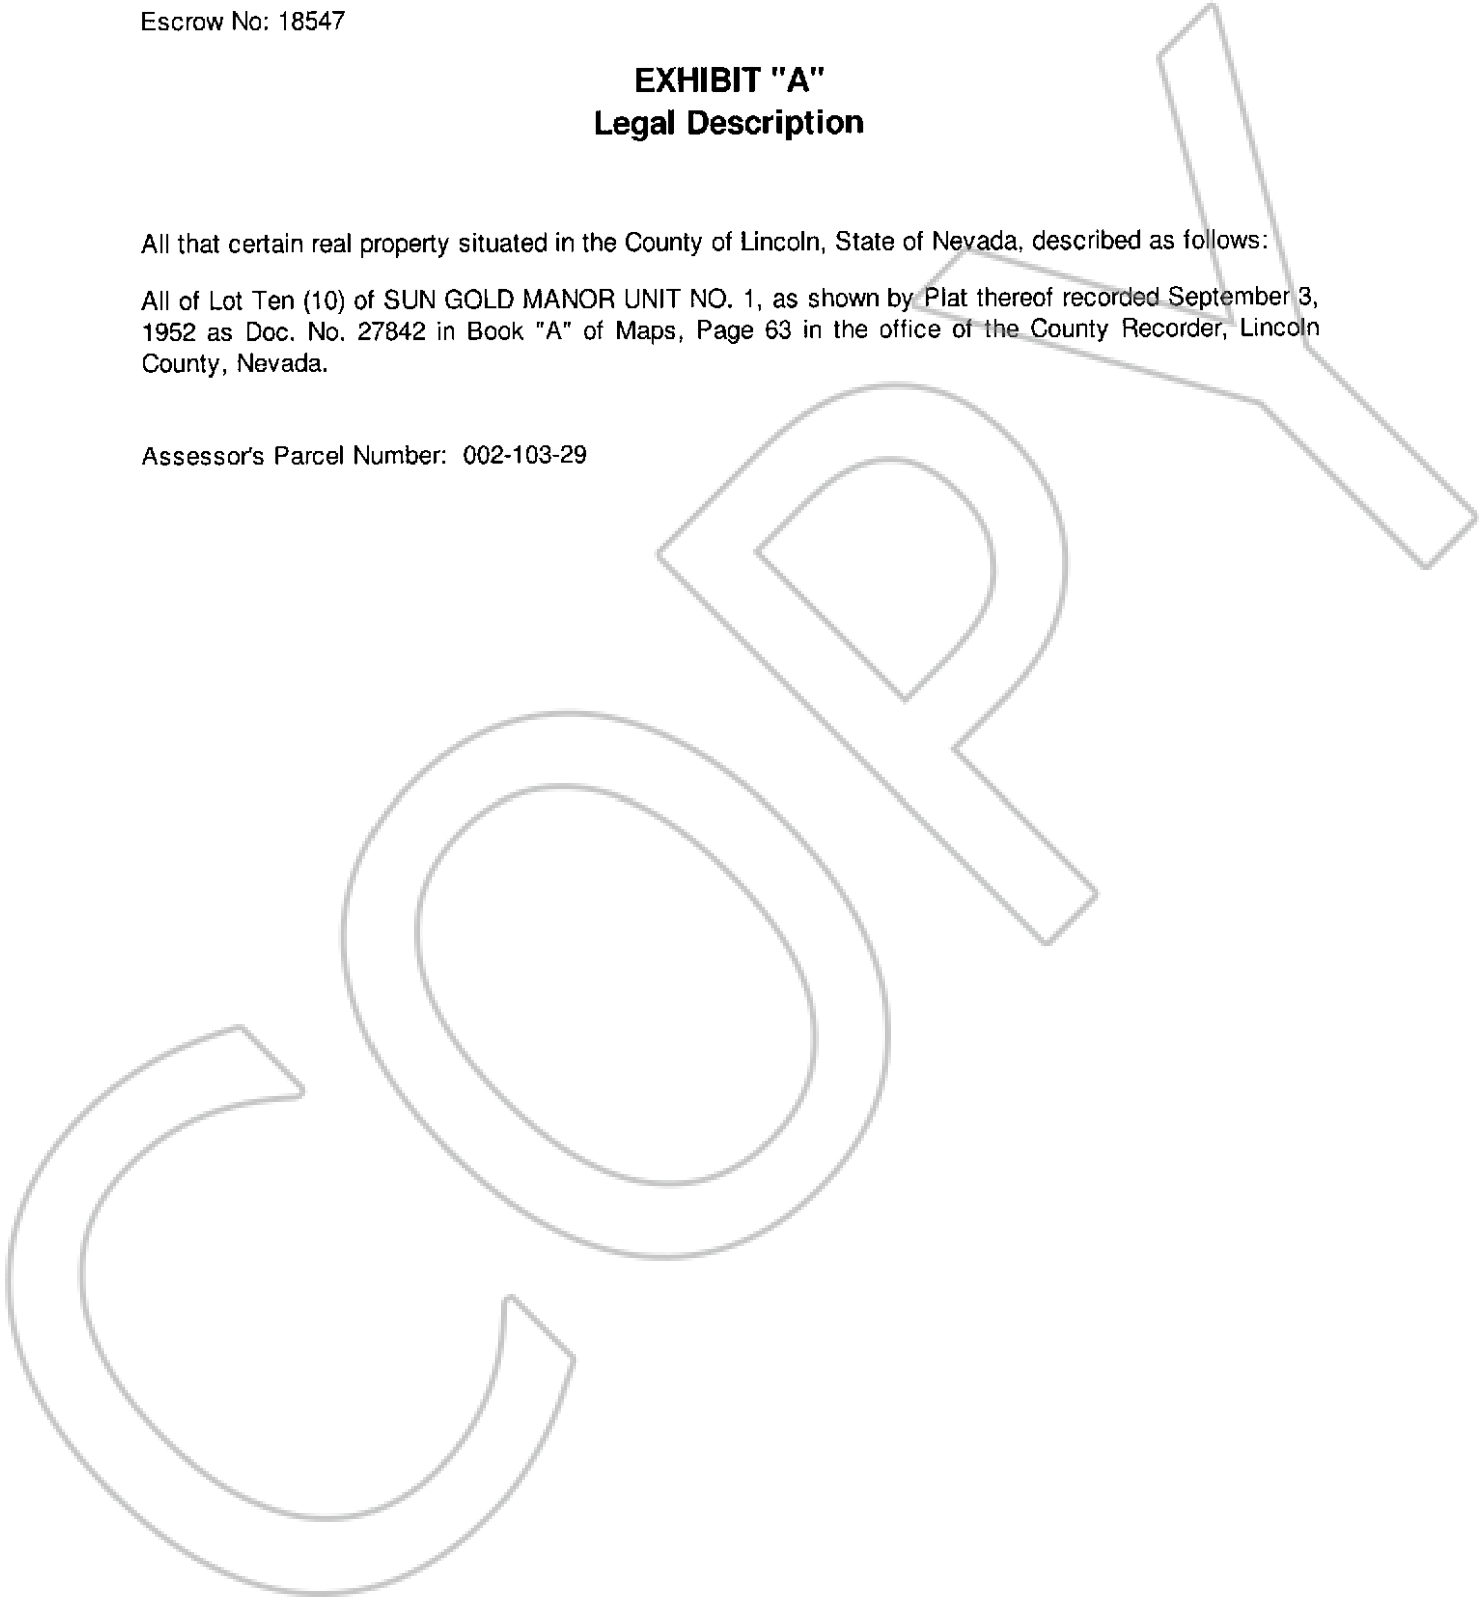 Escrow No: 18547
EXHIBIT "A"
Legal Description
All that certain real property situated in the County of Lincoln, State of Nevada, described as follows:
All of Lot Ten (10) of SUN GOLD MANOR UNIT NO. 1, as shown by Plat thereof recorded September 3,
1952 as Doc. No. 27842 in Book "A" of Maps, Page 63 in the office of the County Recorder, Lincoln
County, Nevada.
Assessor's Parcel Number: 002-103-29
COPY